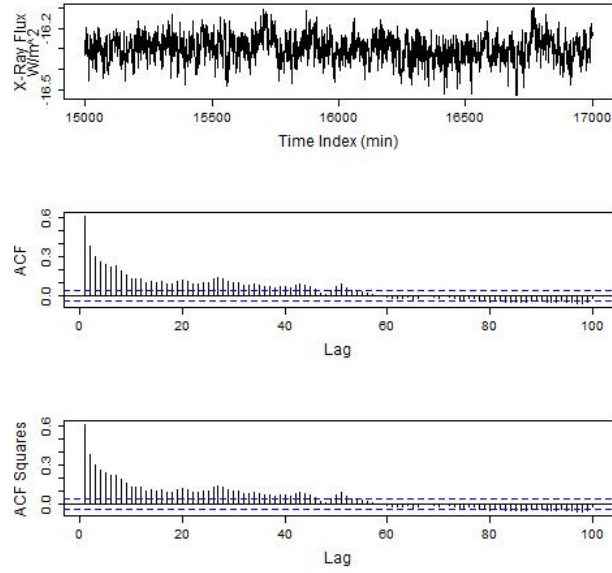 X-Ray Flux
W/m^2
-16.2
-16.5
15000 15500 16000 16500 17000
Time Index (min)
ACF
0.6
0.3
0.0
0 20 40 60 80 100
Lag
ACF Squares
0.6
0.3
0.0
0 20 40 60 80 100
Lag